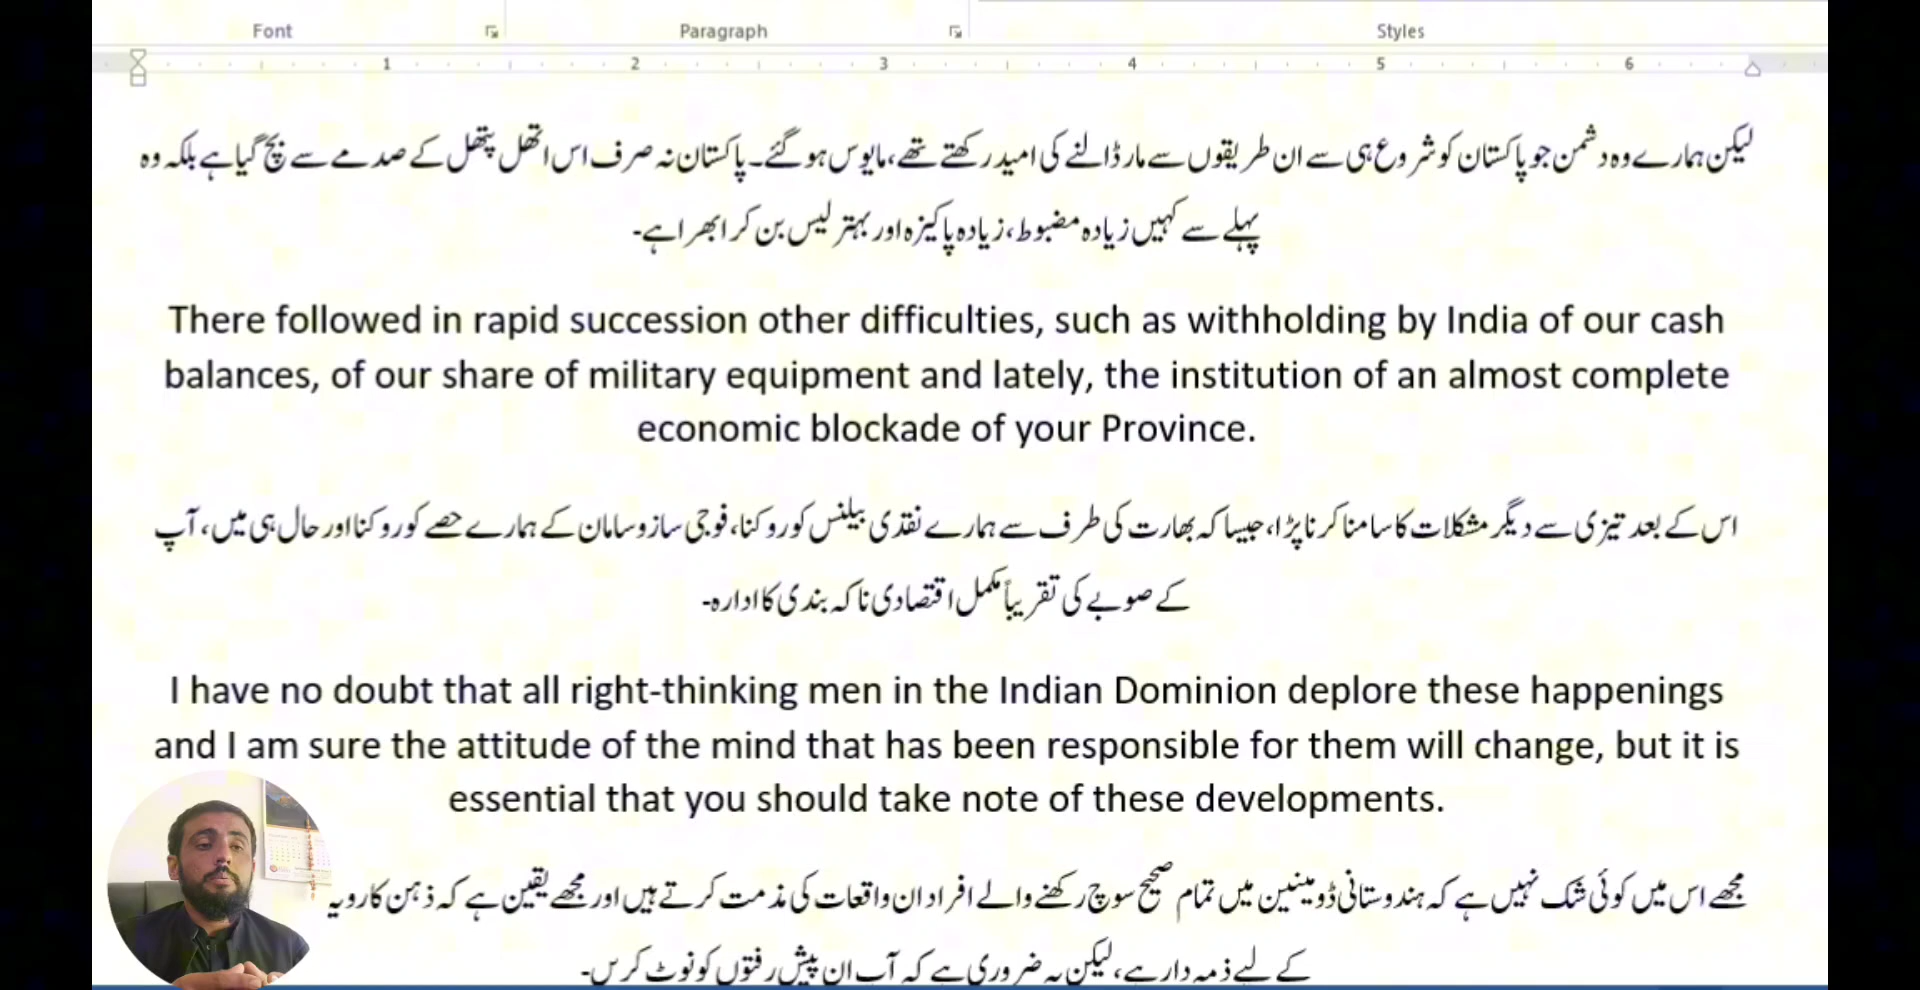 Font Paragraph Styles
1 2 3 4 5 6
لیکن ہمارے وہ دشمن جو پاکستان کو شروع ہی سے ان طریقوں سے مار ڈالنے کی امید رکھتے تھے، مایوس ہو گئے۔ پاکستان نہ صرف اس اتھل پتھل کے صدمے سے بچ گیا ہے بلکہ وہ
پہلے سے کہیں زیادہ مضبوط، زیادہ پاکیزہ اور بہتر لیس بن کر ابھرا ہے۔
There followed in rapid succession other difficulties, such as withholding by India of our cash
balances, of our share of military equipment and lately, the institution of an almost complete
economic blockade of your Province.
اس کے بعد تیزی سے دیگر مشکلات کا سامنا کرنا پڑا، جیسا کہ بھارت کی طرف سے ہمارے نقدی بیلنس کو روکنا، فوجی سازوسامان کے ہمارے حصے کو روکنا اور حال ہی میں، آپ
کے صوبے کی تقریباً مکمل اقتصادی ناکہ بندی کا ادارہ۔
I have no doubt that all right-thinking men in the Indian Dominion deplore these happenings
and I am sure the attitude of the mind that has been responsible for them will change, but it is
essential that you should take note of these developments.
مجھے اس میں کوئی شک نہیں ہے کہ ہندوستانی ڈومینین میں تمام صحیح سوچ رکھنے والے افراد ان واقعات کی مذمت کرتے ہیں اور مجھے یقین ہے کہ ذہن کا رویہ
کے لیے ذمہ دار ہے، لیکن یہ ضروری ہے کہ آپ ان پیش رفتوں کو نوٹ کریں۔